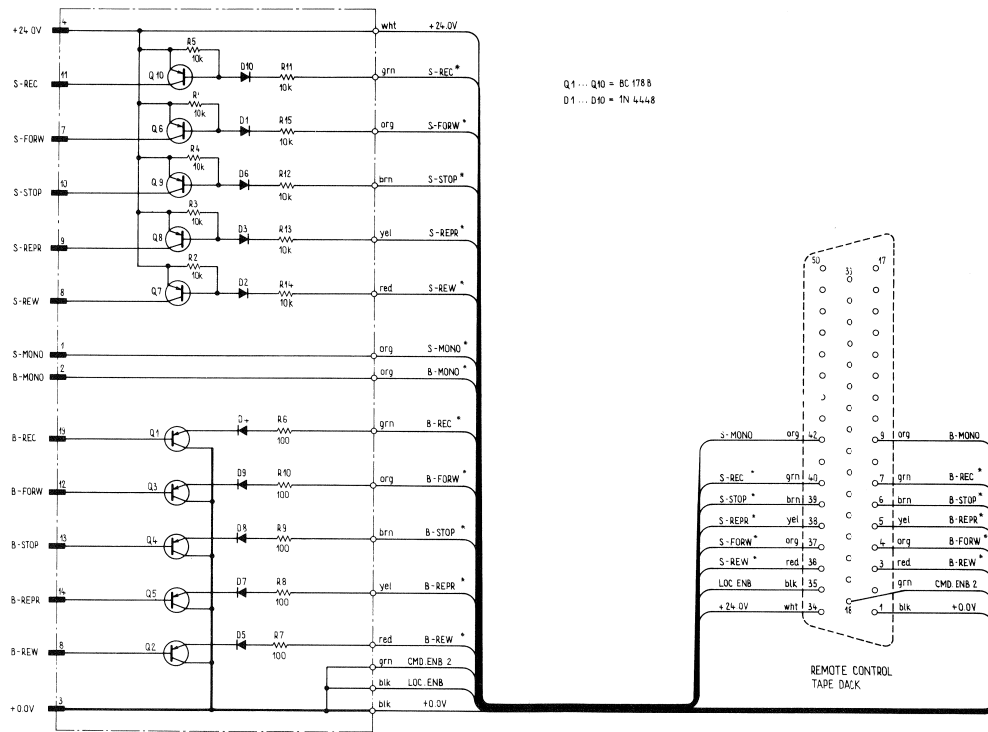 4
+24.0V
wht +24.0V
R5
10k
11
S-REC
Q10
D10
R11
10k
grn S-REC*
Q1 ... Q10 = BC 178 B
D1 ... D10 = 1N 4448
10k
7
S-FORW
Q6
D1
R15
10k
org S-FORW*
R4
10k
10
S-STOP
Q9
D6
R12
10k
brn S-STOP*
R3
10k
9
S-REPR
Q8
D3
R13
10k
yel S-REPR*
R2
10k
8
S-REW
Q7
D2
R14
10k
red S-REW*
1
S-MONO
org S-MONO*
2
B-MONO
org B-MONO*
19
B-REC
Q1
R6
100
grn B-REC*
12
B-FORW
Q3
D9
R10
100
org B-FORW*
13
B-STOP
Q4
D8
R9
100
brn B-STOP*
14
B-REPR
Q5
D7
R8
100
yel B-REPR*
8
B-REW
Q2
D5
R7
100
red B-REW*
grn CMD.ENB 2
blk LOC.ENB
3
+0.0V
blk +0.0V
50 33 17
S-MONO org 42 9 org B-MONO
S-REC* grn 40 7 grn B-REC*
S-STOP* brn 39 6 brn B-STOP*
S-REPR* yel 38 5 yel B-REPR*
S-FORW* org 37 4 org B-FORW*
S-REW* red 36 3 red B-REW*
LOC ENB blk 35 grn CMD.ENB 2
+24.0V wht 34 18 1 blk +0.0V
REMOTE CONTROL
TAPE DACK